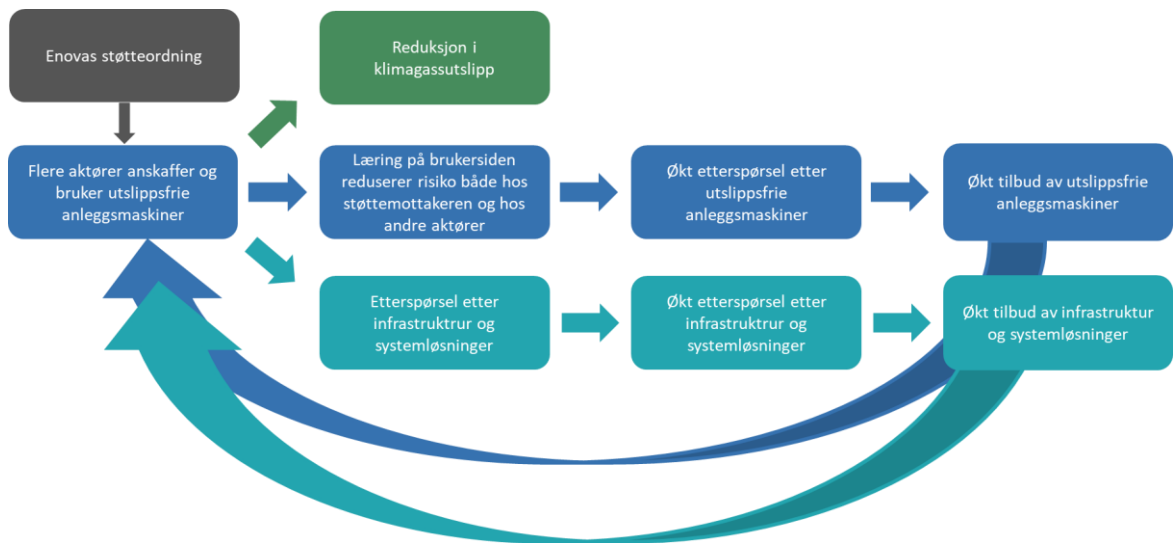 Enovas støtteordning
Reduksjon i
klimagassutslipp
Flere aktører anskaffer og
bruker utslippsfrie
anleggsmaskiner
Læring på brukersiden
reduserer risiko både hos
støttemottakeren og hos
andre aktører
Økt etterspørsel etter
utslippsfrie
anleggsmaskiner
Økt tilbud av utslippsfrie
anleggsmaskiner
Etterspørsel etter
infrastruktrur og
systemløsninger
Økt etterspørsel etter
infrastruktrur og
systemløsninger
Økt tilbud av infrastruktur
og systemløsninger